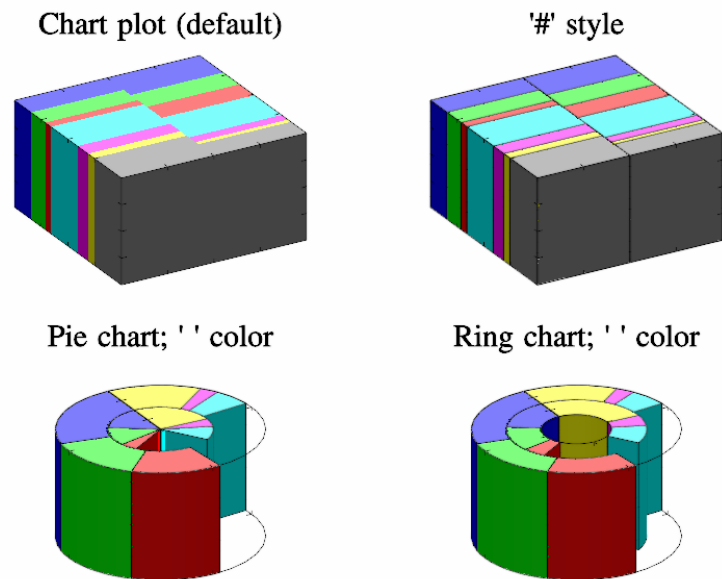 Chart plot (default)
'#' style
Pie chart; ' ' color
Ring chart; ' ' color